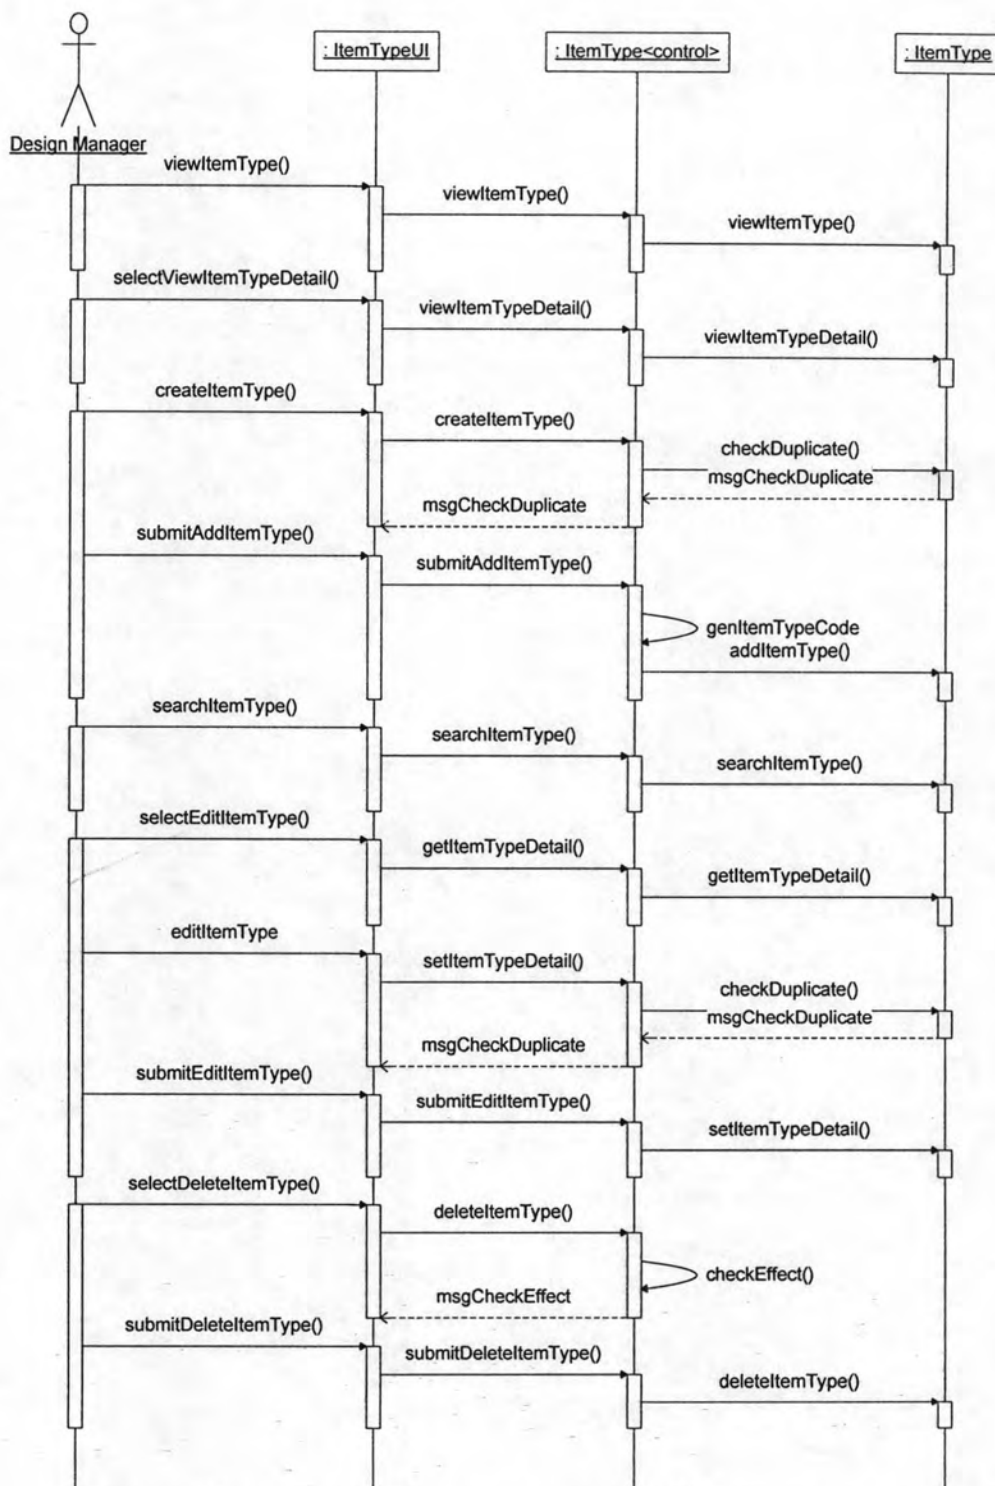 : ItemTypeUI
: ItemType<control>
: ItemType
Design Manager
viewItemType()
viewItemType()
viewItemType()
selectViewItemTypeDetail()
viewItemTypeDetail()
viewItemTypeDetail()
createItemType()
createItemType()
checkDuplicate()
msgCheckDuplicate
msgCheckDuplicate
submitAddItemType()
submitAddItemType()
genItemTypeCode
addItemType()
searchItemType()
searchItemType()
searchItemType()
selectEditItemType()
getItemTypeDetail()
getItemTypeDetail()
editItemType
setItemTypeDetail()
checkDuplicate()
msgCheckDuplicate
msgCheckDuplicate
submitEditItemType()
submitEditItemType()
setItemTypeDetail()
selectDeleteItemType()
deleteItemType()
checkEffect()
msgCheckEffect
submitDeleteItemType()
submitDeleteItemType()
deleteItemType()